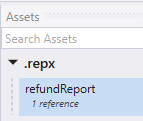 Assets
Search Assets
.repx
refundReport
1 reference